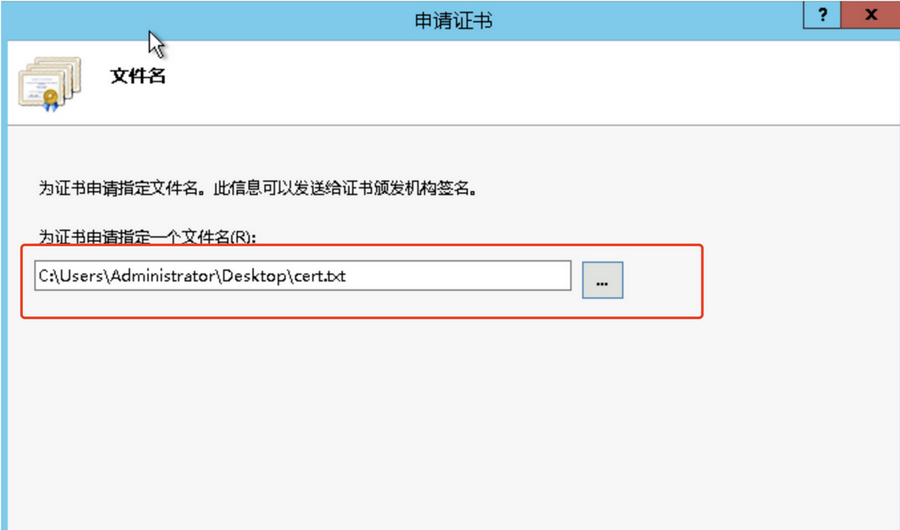 申请证书
? x
文件名
为证书申请指定文件名。此信息可以发送给证书颁发机构签名。
为证书申请指定一个文件名(R):
C:\Users\Administrator\Desktop\cert.txt
...